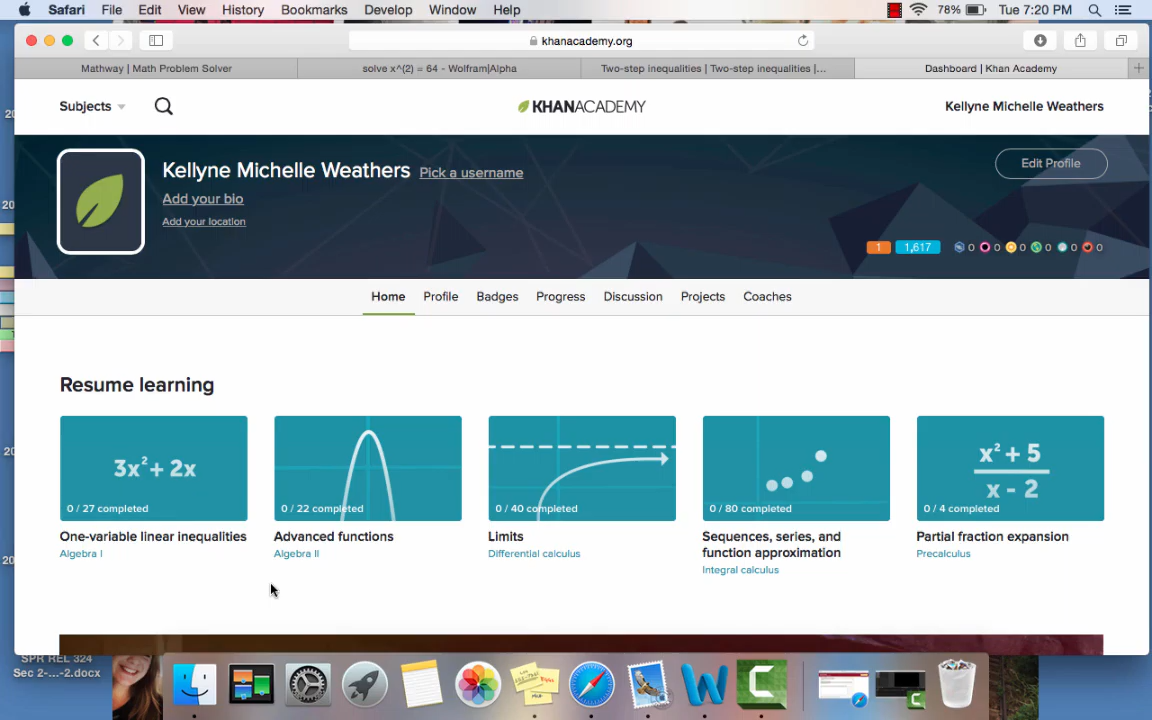 Safari File Edit View History Bookmarks Develop Window Help 78% Tue 7:20 PM
khanacademy.org
Mathway | Math Problem Solver solve x^{2} = 64 - Wolfram|Alpha Two-step inequalities | Two-step inequalities |... Dashboard | Khan Academy
Subjects KHANACADEMY Kellyne Michelle Weathers
Kellyne Michelle Weathers Pick a username Edit Profile
Add your bio
Add your location
1 1,617 0 0 0 0 0 0
Home Profile Badges Progress Discussion Projects Coaches
Resume learning
3x² + 2x x² + 5
x - 2
0 / 27 completed 0 / 22 completed 0 / 40 completed 0 / 80 completed 0 / 4 completed
One-variable linear inequalities Advanced functions Limits Sequences, series, and Partial fraction expansion
Algebra I Algebra II Differential calculus function approximation Precalculus
Integral calculus
SPR REL 324
Sec 2-...-2.docx